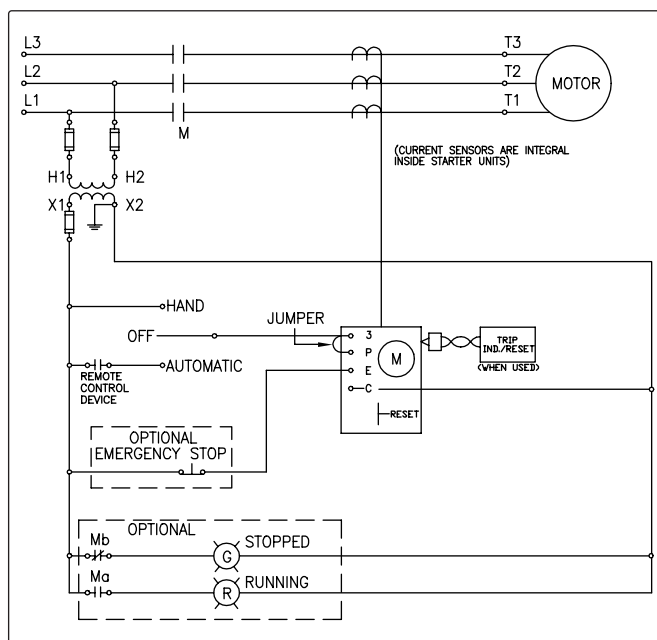 L3
T3
L2
T2
MOTOR
L1
T1
M
(CURRENT SENSORS ARE INTEGRAL
INSIDE STARTER UNITS)
H1
H2
X1
X2
HAND
JUMPER
OFF
3
P
M
TRIP
IND./RESET
(WHEN USED)
AUTOMATIC
E
REMOTE
CONTROL
DEVICE
C
RESET
OPTIONAL
EMERGENCY STOP
OPTIONAL
Mb
STOPPED
G
Ma
RUNNING
R